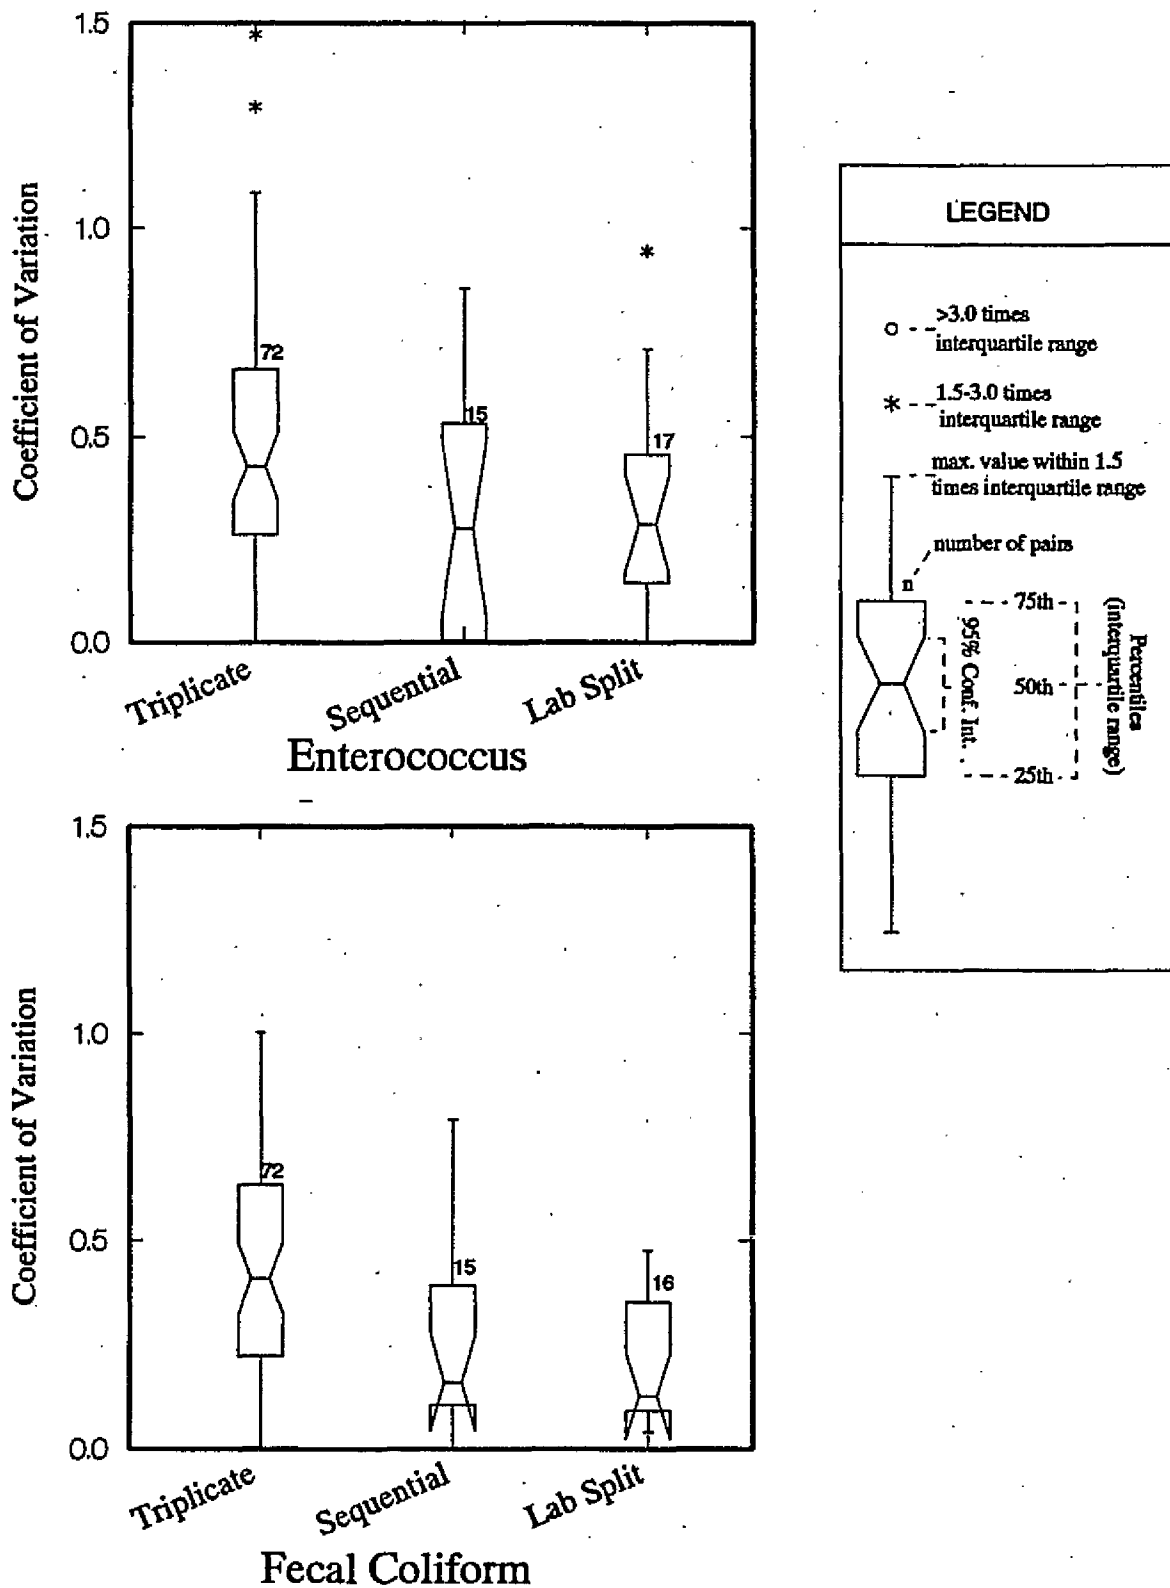 1.5
1.0
0.5
0.0
Coefficient of Variation
72
15
17
Triplicate
Sequential
Lab Split
Enterococcus
LEGEND
>3.0 times
interquartile range
1.5-3.0 times
interquartile range
max. value within 1.5
times interquartile range
number of pairs
n
75th
50th
25th
95% Conf. Int.
Percentiles
(interquartile range)
1.5
1.0
0.5
0.0
Coefficient of Variation
72
15
16
Triplicate
Sequential
Lab Split
Fecal Coliform